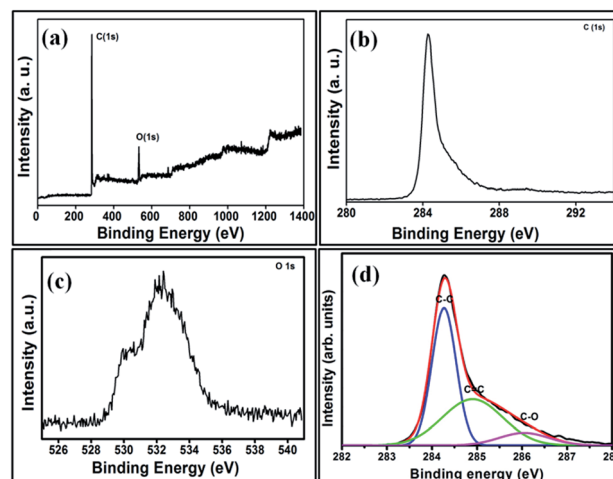 (a)
C(1s)
O(1s)
Intensity (a. u.)
0 200 400 600 800 1000 1200 1400
Binding Energy (eV)
(b)
C (1s)
Intensity (a. u.)
280 284 288 292
Binding Energy (eV)
(c)
O 1s
Intensity (a.u.)
526 528 530 532 534 536 538 540
Binding Energy (eV)
(d)
C-C
C=C
C-O
Intensity (arb. units)
282 283 284 285 286 287 288
Binding energy (eV)